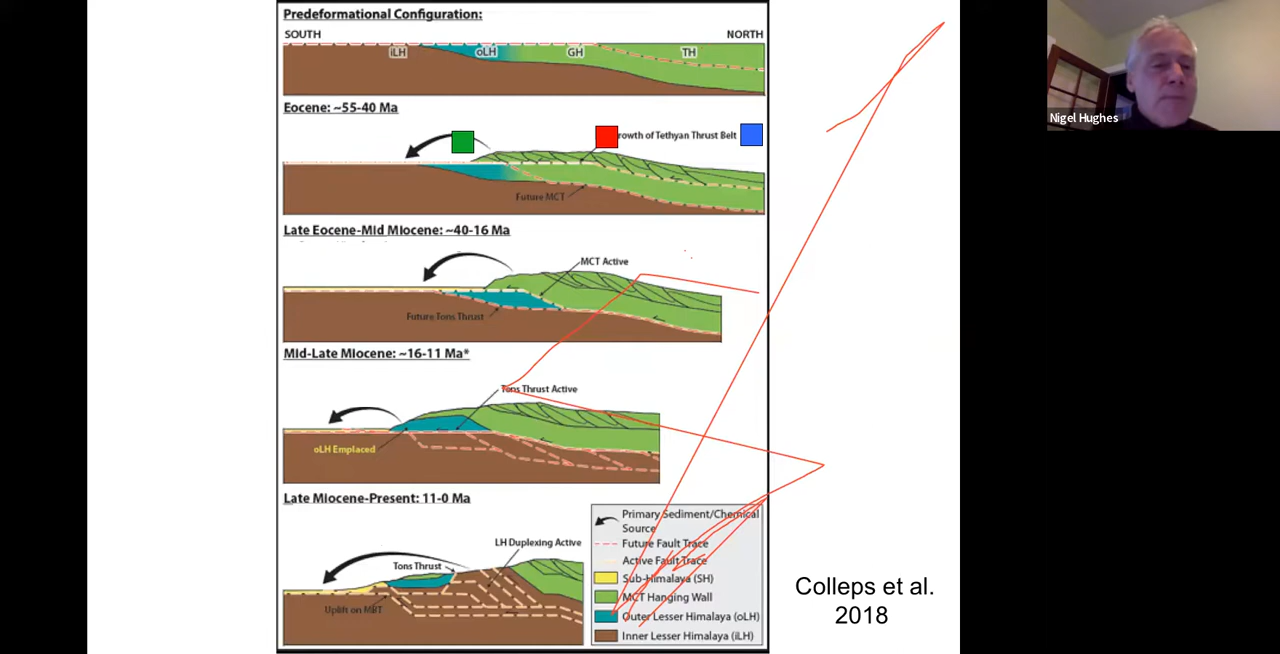 Predeformational Configuration:
SOUTH
NORTH
iLH
oLH
GH
TH
Eocene: ~55-40 Ma
rowth of Tethyan Thrust Belt
Future MCT
Late Eocene-Mid Miocene: ~40-16 Ma
MCT Active
Future Tons Thrust
Mid-Late Miocene: ~16-11 Ma*
Tons Thrust Active
oLH Emplaced
Late Miocene-Present: 11-0 Ma
LH Duplexing Active
Tons Thrust
Uplift on MBT
Primary Sediment/Chemical
Source
Future Fault Trace
Active Fault Trace
Sub-Himalaya (SH)
MCT Hanging Wall
Outer Lesser Himalaya (oLH)
Inner Lesser Himalaya (iLH)
Colleps et al.
2018
Nigel Hughes